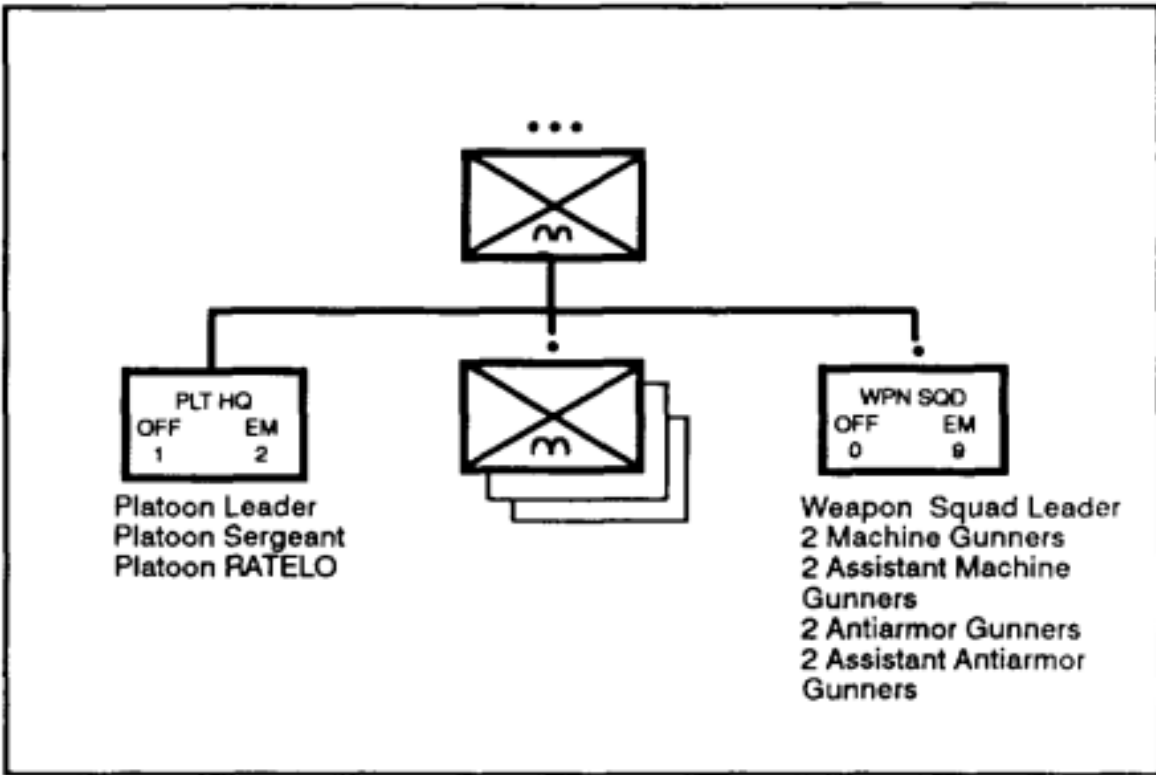 PLT HQ
OFF EM
1 2
Platoon Leader
Platoon Sergeant
Platoon RATELO
WPN SQD
OFF EM
0 9
Weapon Squad Leader
2 Machine Gunners
2 Assistant Machine
Gunners
2 Antiarmor Gunners
2 Assistant Antiarmor
Gunners